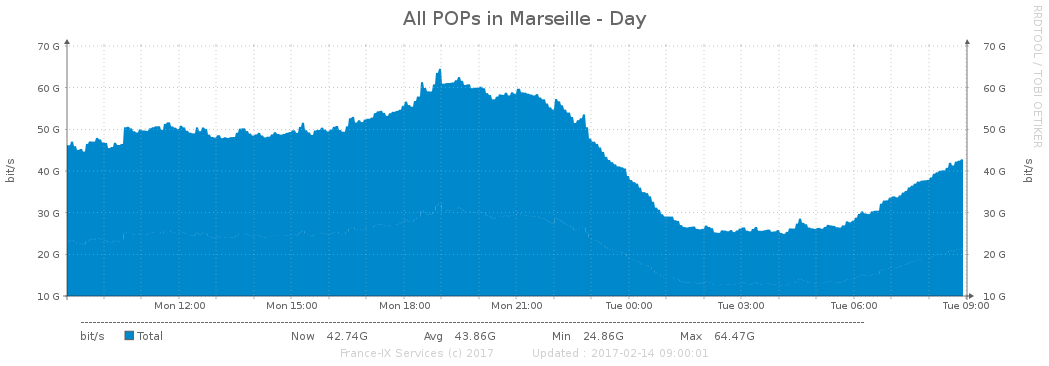 All POPs in Marseille - Day
RRDTOOL / TOBI OETIKER
70 G 70 G
60 G 60 G
50 G 50 G
40 G 40 G
30 G 30 G
20 G 20 G
10 G 10 G
bit/s
bit/s
Mon 12:00 Mon 15:00 Mon 18:00 Mon 21:00 Tue 00:00 Tue 03:00 Tue 06:00 Tue 09:00
bit/s Total Now 42.74G Avg 43.86G Min 24.86G Max 64.47G
France-IX Services (c) 2017 Updated : 2017-02-14 09:00:01